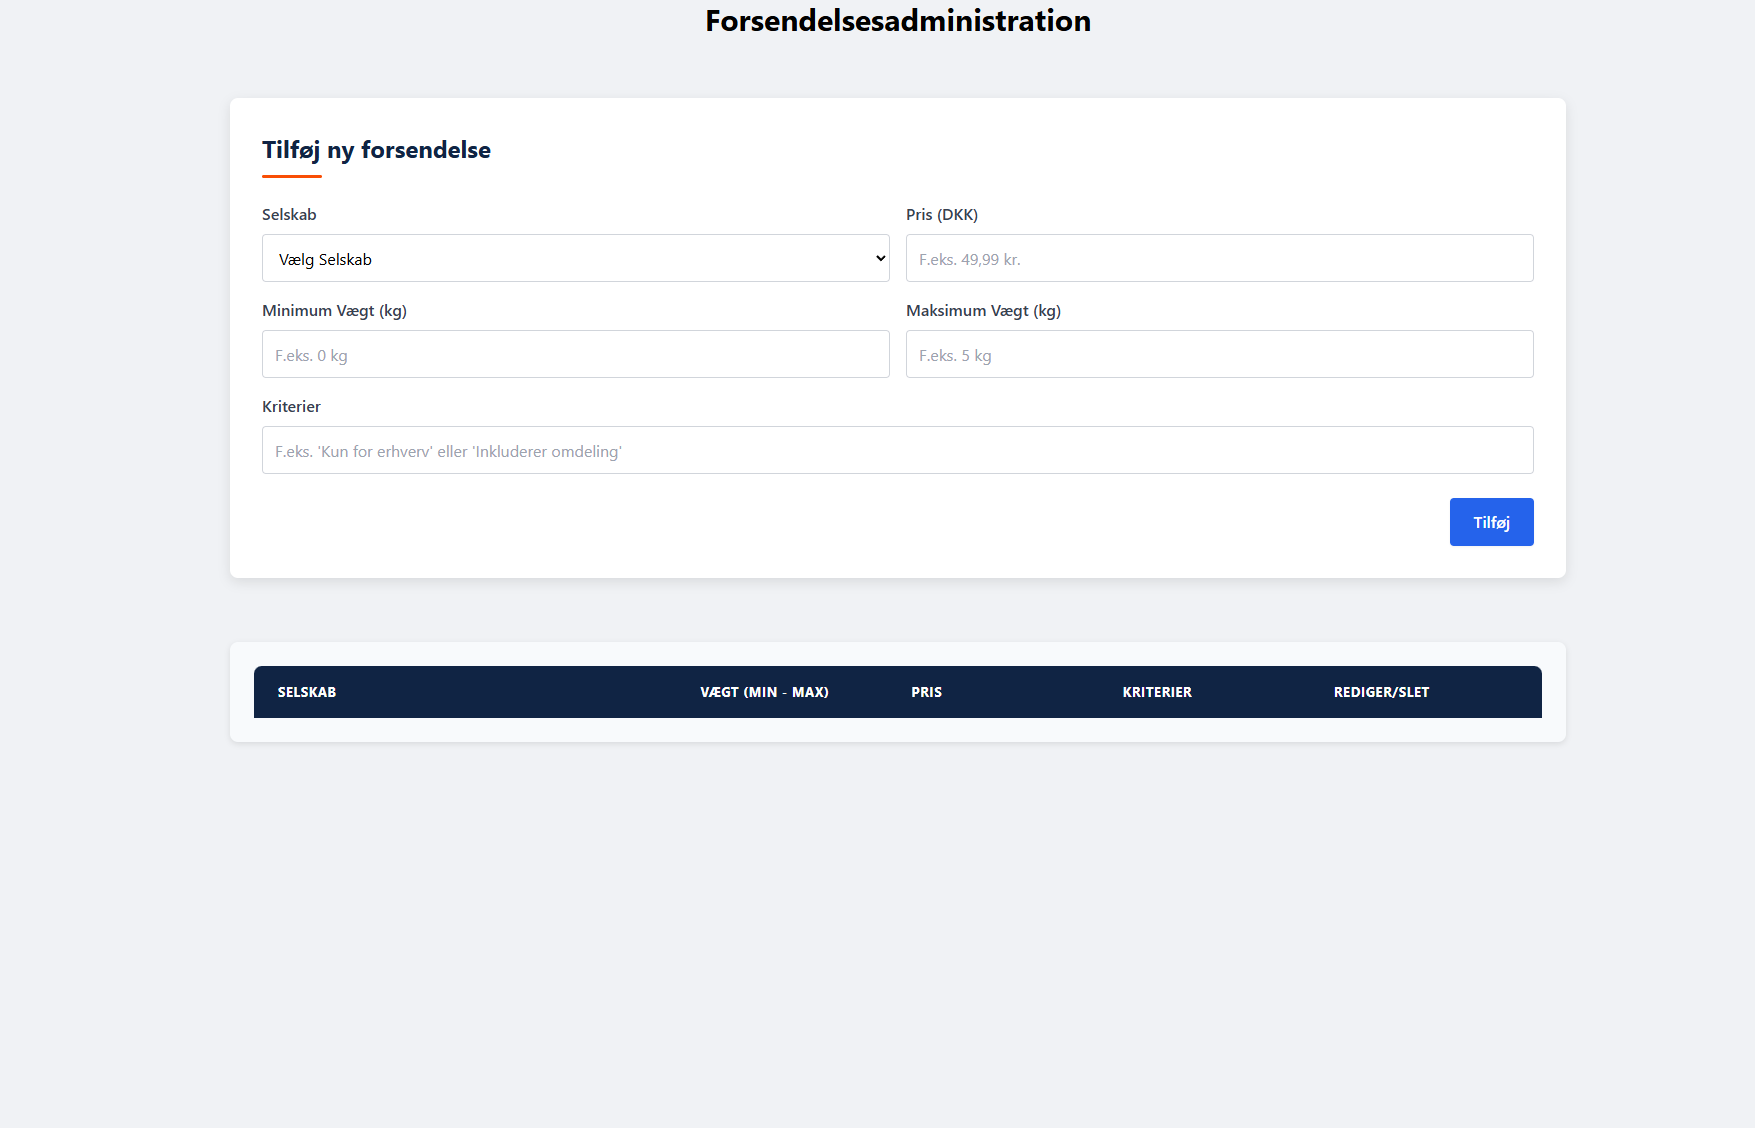 Forsendelsesadministration
Tilføj ny forsendelse
Selskab
Pris (DKK)
Vælg Selskab
F.eks. 49,99 kr.
Minimum Vægt (kg)
Maksimum Vægt (kg)
F.eks. 0 kg
F.eks. 5 kg
Kriterier
F.eks. 'Kun for erhverv' eller 'Inkluderer omdeling'
Tilføj
SELSKAB VÆGT (MIN - MAX) PRIS KRITERIER REDIGER/SLET